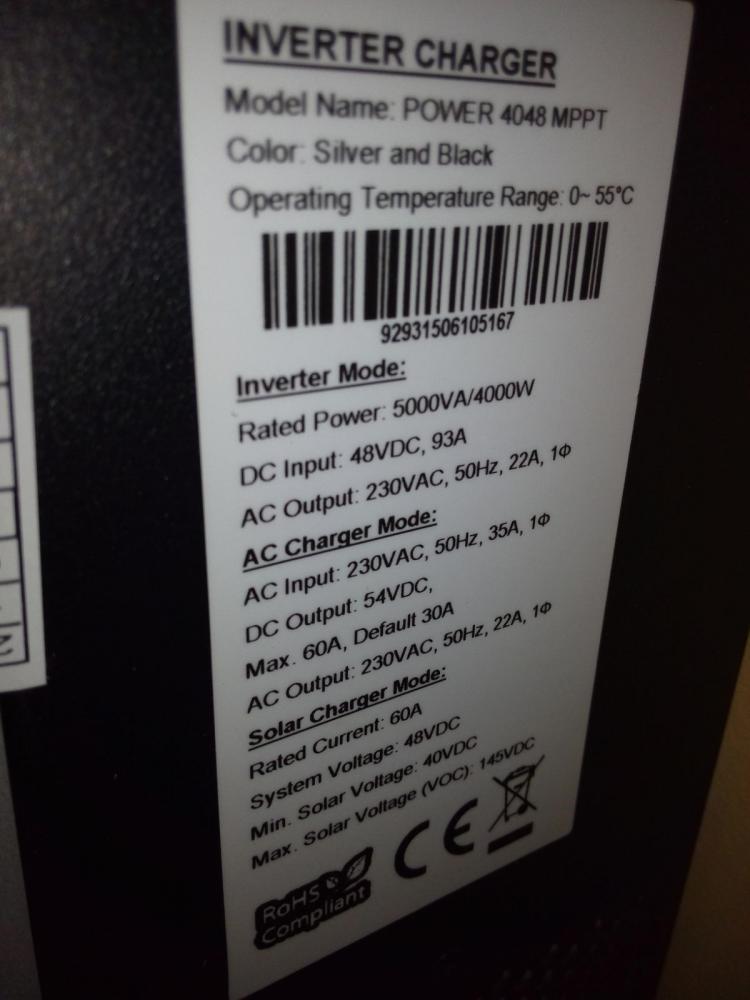 INVERTER CHARGER
Model Name: POWER 4048 MPPT
Color: Silver and Black
Operating Temperature Range: 0~ 55°C
92931506105167
Inverter Mode:
Rated Power: 5000VA/4000W
DC Input: 48VDC, 93A
AC Output: 230VAC, 50Hz, 22A, 1Φ
AC Charger Mode:
AC Input: 230VAC, 50Hz, 35A, 1Φ
DC Output: 54VDC,
Max. 60A, Default 30A
AC Output: 230VAC, 50Hz, 22A, 1Φ
Solar Charger Mode:
Rated Current: 60A
System Voltage: 48VDC
Min. Solar Voltage: 40VDC
Max. Solar Voltage (VOC): 145VDC
RoHS
Compliant
CE